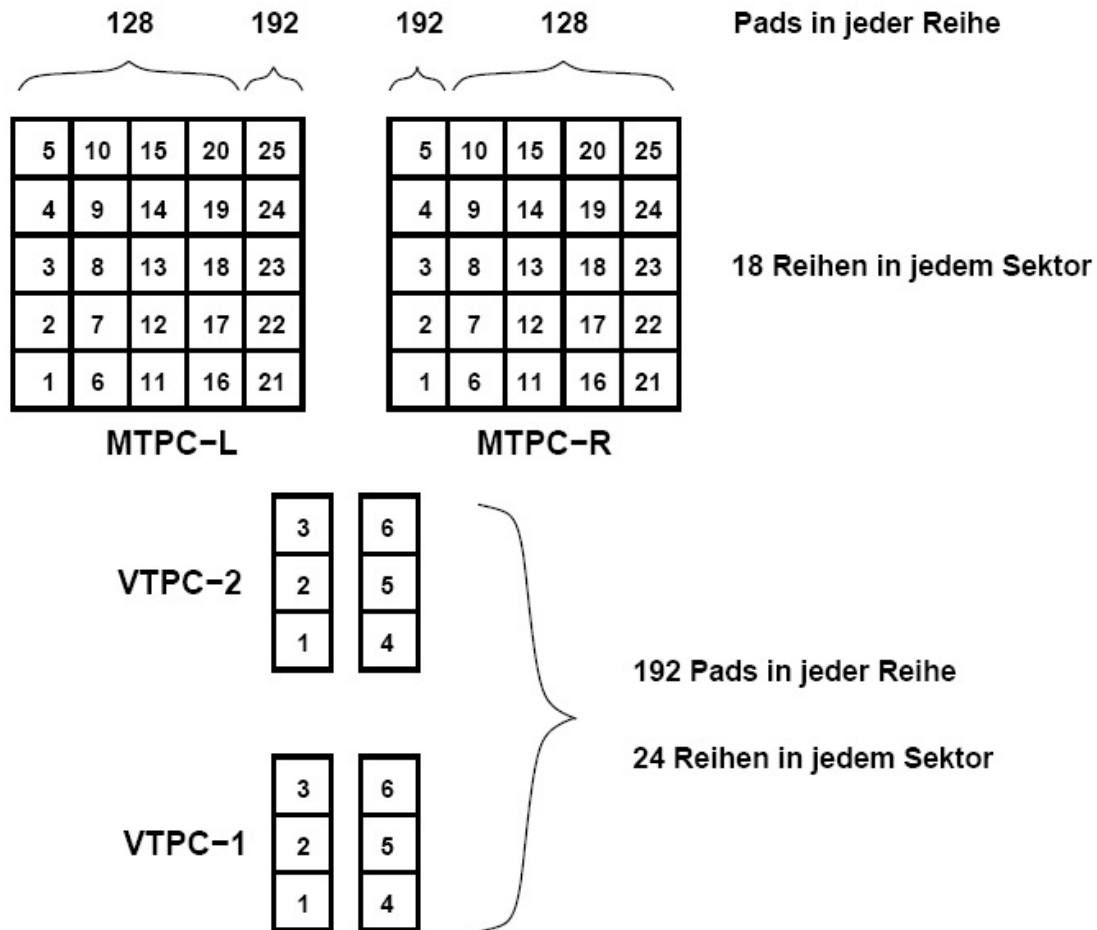 128 192 192 128 Pads in jeder Reihe
5 10 15 20 25 5 10 15 20 25
4 9 14 19 24 4 9 14 19 24
3 8 13 18 23 3 8 13 18 23 18 Reihen in jedem Sektor
2 7 12 17 22 2 7 12 17 22
1 6 11 16 21 1 6 11 16 21
MTPC−L MTPC−R
3 6
VTPC−2 2 5
1 4
192 Pads in jeder Reihe
24 Reihen in jedem Sektor
3 6
VTPC−1 2 5
1 4